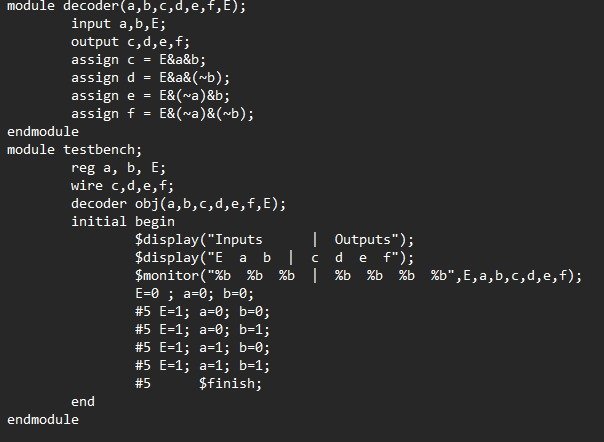 module decoder(a,b,c,d,e,f,E);
        input a,b,E;
        output c,d,e,f;
        assign c = E&a&b;
        assign d = E&a&(~b);
        assign e = E&(~a)&b;
        assign f = E&(~a)&(~b);
endmodule
module testbench;
        reg a, b, E;
        wire c,d,e,f;
        decoder obj(a,b,c,d,e,f,E);
        initial begin
                $display("Inputs      |  Outputs");
                $display("E  a  b  |  c  d  e  f");
                $monitor("%b  %b  %b  |  %b  %b  %b  %b",E,a,b,c,d,e,f);
                E=0 ; a=0; b=0;
                #5 E=1; a=0; b=0;
                #5 E=1; a=0; b=1;
                #5 E=1; a=1; b=0;
                #5 E=1; a=1; b=1;
                #5      $finish;
        end
endmodule